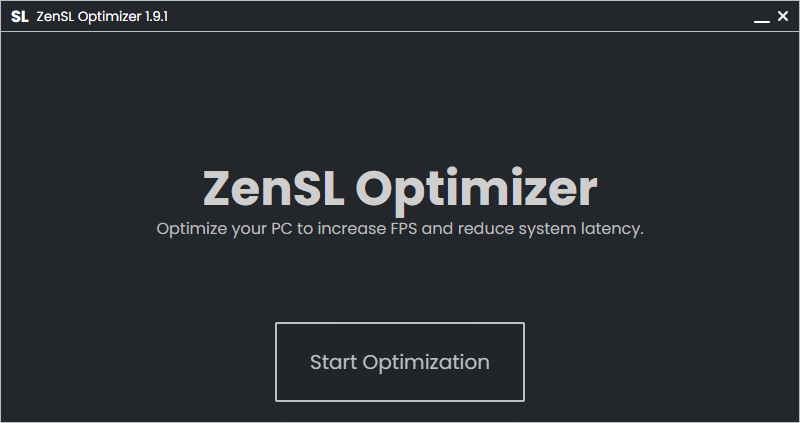 SL ZenSL Optimizer 1.9.1
ZenSL Optimizer
Optimize your PC to increase FPS and reduce system latency.
Start Optimization